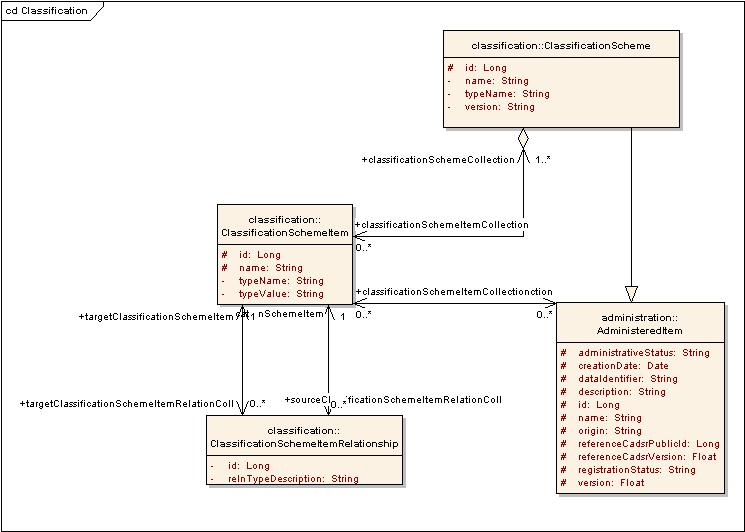 cd Classification
classification::ClassificationScheme
# id: Long
- name: String
- typeName: String
- version: String
+classificationSchemeCollection 1..*
classification::
ClassificationSchemeItem
# id: Long
# name: String
- typeName: String
- typeValue: String
+classificationSchemeItemCollection
0..*
+classificationSchemeItemCollectionction
0..* 0..*
+targetClassificationSchemeItem 1
nSchemeItem 1
administration::
AdministeredItem
# administrativeStatus: String
# creationDate: Date
# dataIdentifier: String
# description: String
# id: Long
# name: String
# origin: String
# referenceCadsrPublicId: Long
# referenceCadsrVersion: Float
# registrationStatus: String
# version: Float
+targetClassificationSchemeItemRelationColl 0..*
+sourceCl ficationSchemeItemRelationColl
0..*
classification::
ClassificationSchemeItemRelationship
- id: Long
- relnTypeDescription: String